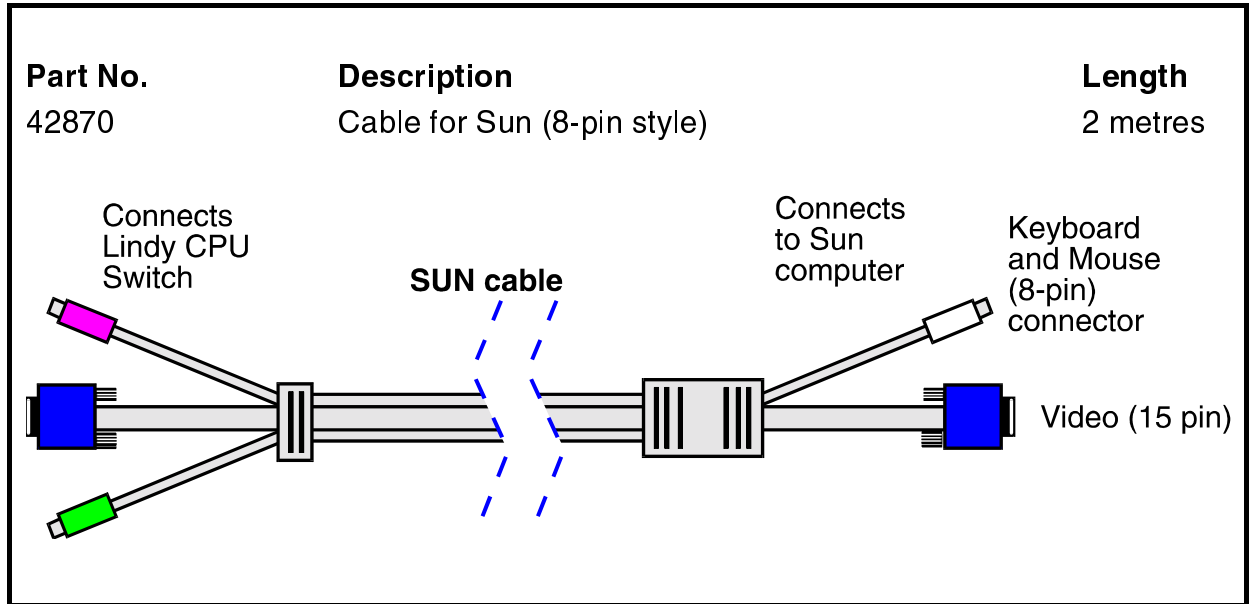 Part No. Description Length
42870 Cable for Sun (8-pin style) 2 metres
Connects
Lindy CPU
Switch
SUN cable
Connects
to Sun
computer
Keyboard
and Mouse
(8-pin)
connector
Video (15 pin)